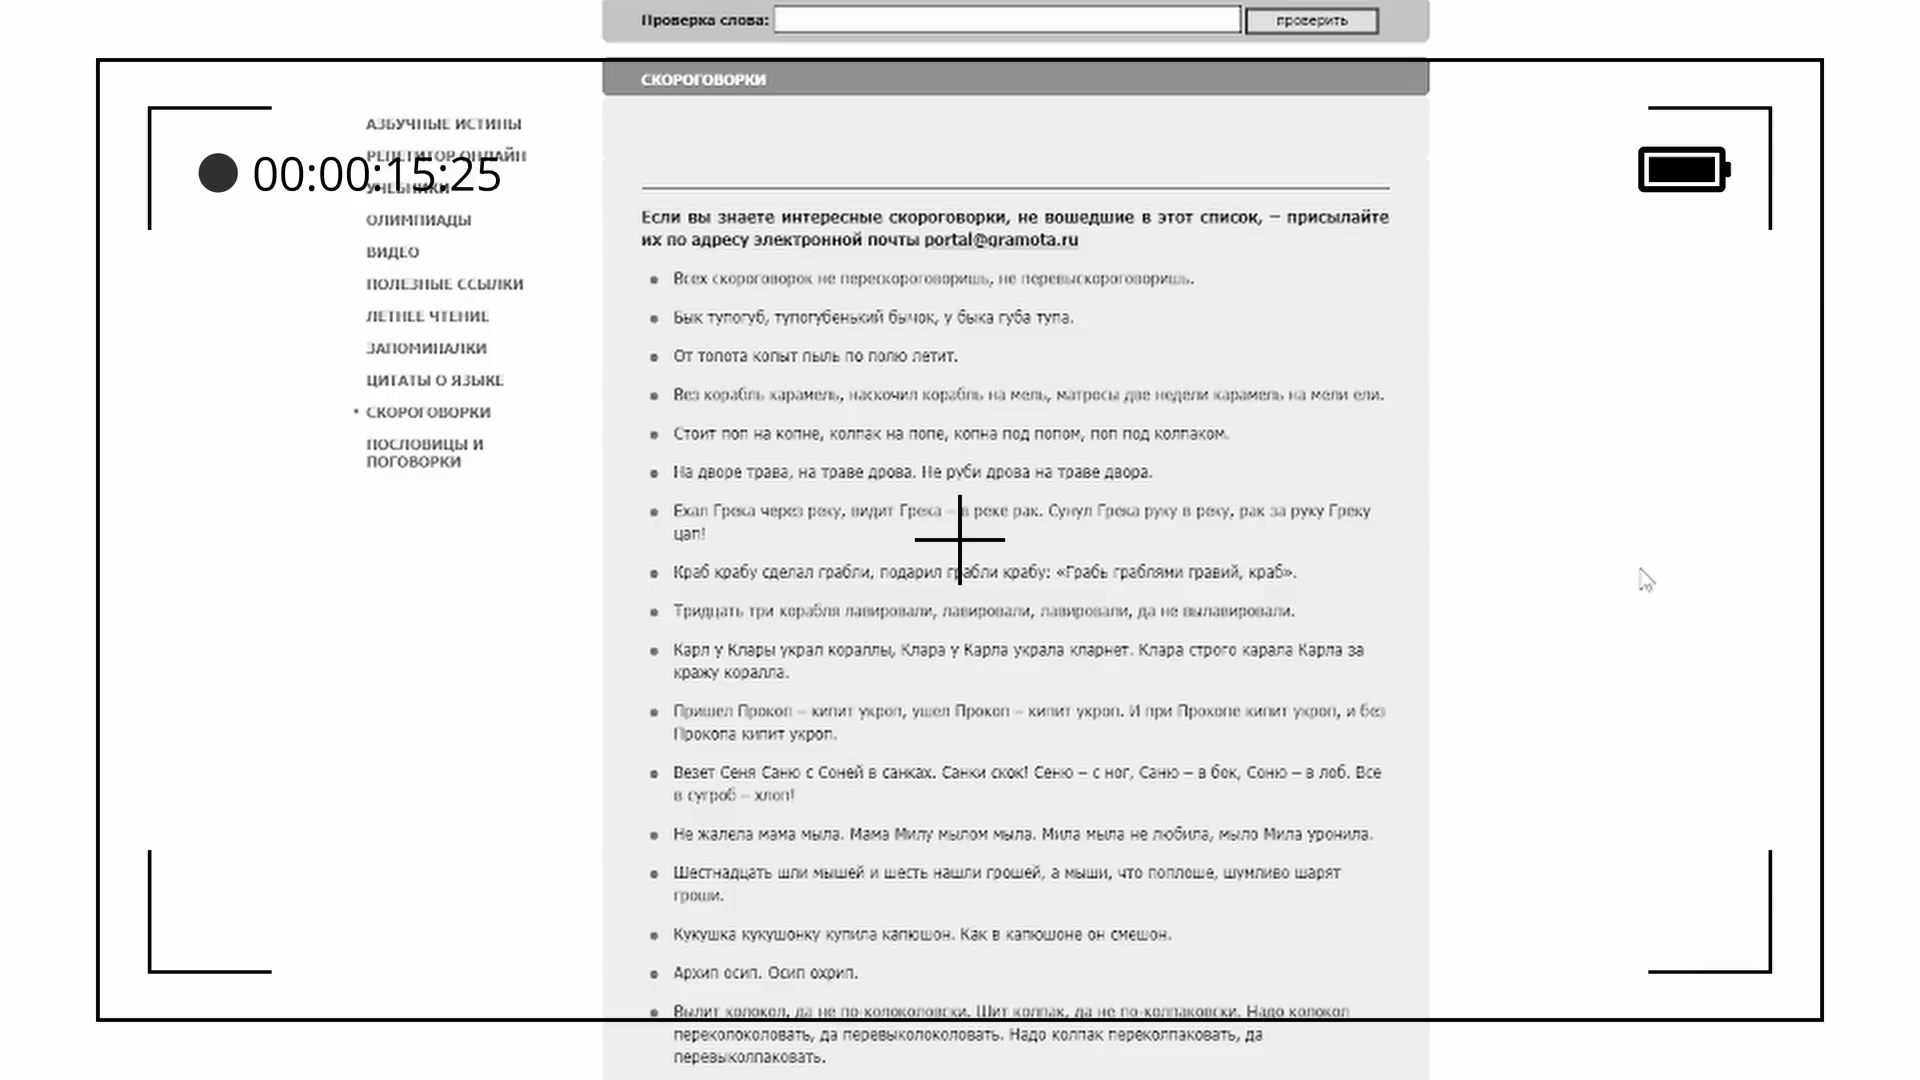 Проверка слова:
проверить
СКОРОГОВОРКИ
АЗБУЧНЫЕ ИСТИНЫ
РЕПЕТИТОР ОНЛАЙН
00:00:15:25
УЧЕБНИКИ
ОЛИМПИАДЫ
ВИДЕО
ПОЛЕЗНЫЕ ССЫЛКИ
ЛЕТНЕЕ ЧТЕНИЕ
ЗАПОМИНАЛКИ
ЦИТАТЫ О ЯЗЫКЕ
СКОРОГОВОРКИ
ПОСЛОВИЦЫ И
ПОГОВОРКИ
Если вы знаете интересные скороговорки, не вошедшие в этот список, – присылайте
их по адресу электронной почты portal@gramota.ru
Всех скороговорок не перескороговоришь, не перевыскороговоришь.
Бык тупогуб, тупогубенький бычок, у быка губа тупа.
От топота копыт пыль по полю летит.
Вез корабль карамель, наскочил корабль на мель, матросы две недели карамель на мели ели.
Стоит поп на копне, колпак на попе, копна под попом, поп под колпаком.
На дворе трава, на траве дрова. Не руби дрова на траве двора.
Ехал Грека через реку, видит Грека – в реке рак. Сунул Грека руку в реку, рак за руку Греку
цап!
Краб крабу сделал грабли, подарил грабли крабу: «Грабь граблями гравий, краб».
Тридцать три корабля лавировали, лавировали, лавировали, да не вылавировали.
Карл у Клары украл кораллы, Клара у Карла украла кларнет. Клара строго карала Карла за
кражу коралла.
Пришел Прокоп – кипит укроп, ушел Прокоп – кипит укроп. И при Прокопе кипит укроп, и без
Прокопа кипит укроп.
Везет Сеня Саню с Соней в санках. Санки скок! Сеню – с ног, Саню – в бок, Соню – в лоб. Все
в сугроб – хлоп!
Не жалела мама мыла. Мама Милу мылом мыла. Мила мыла не любила, мыло Мила уронила.
Шестнадцать шли мышей и шесть нашли грошей, а мыши, что поплоше, шумливо шарят
гроши.
Кукушка кукушонку купила капюшон. Как в капюшоне он смешон.
Архип осип. Осип охрип.
Вылит колокол, да не по-колоколовски. Шит колпак, да не по-колпаковски. Надо колокол
переколоколовать, да перевыколоколовать. Надо колпак переколпаковать, да
перевыколпаковать.